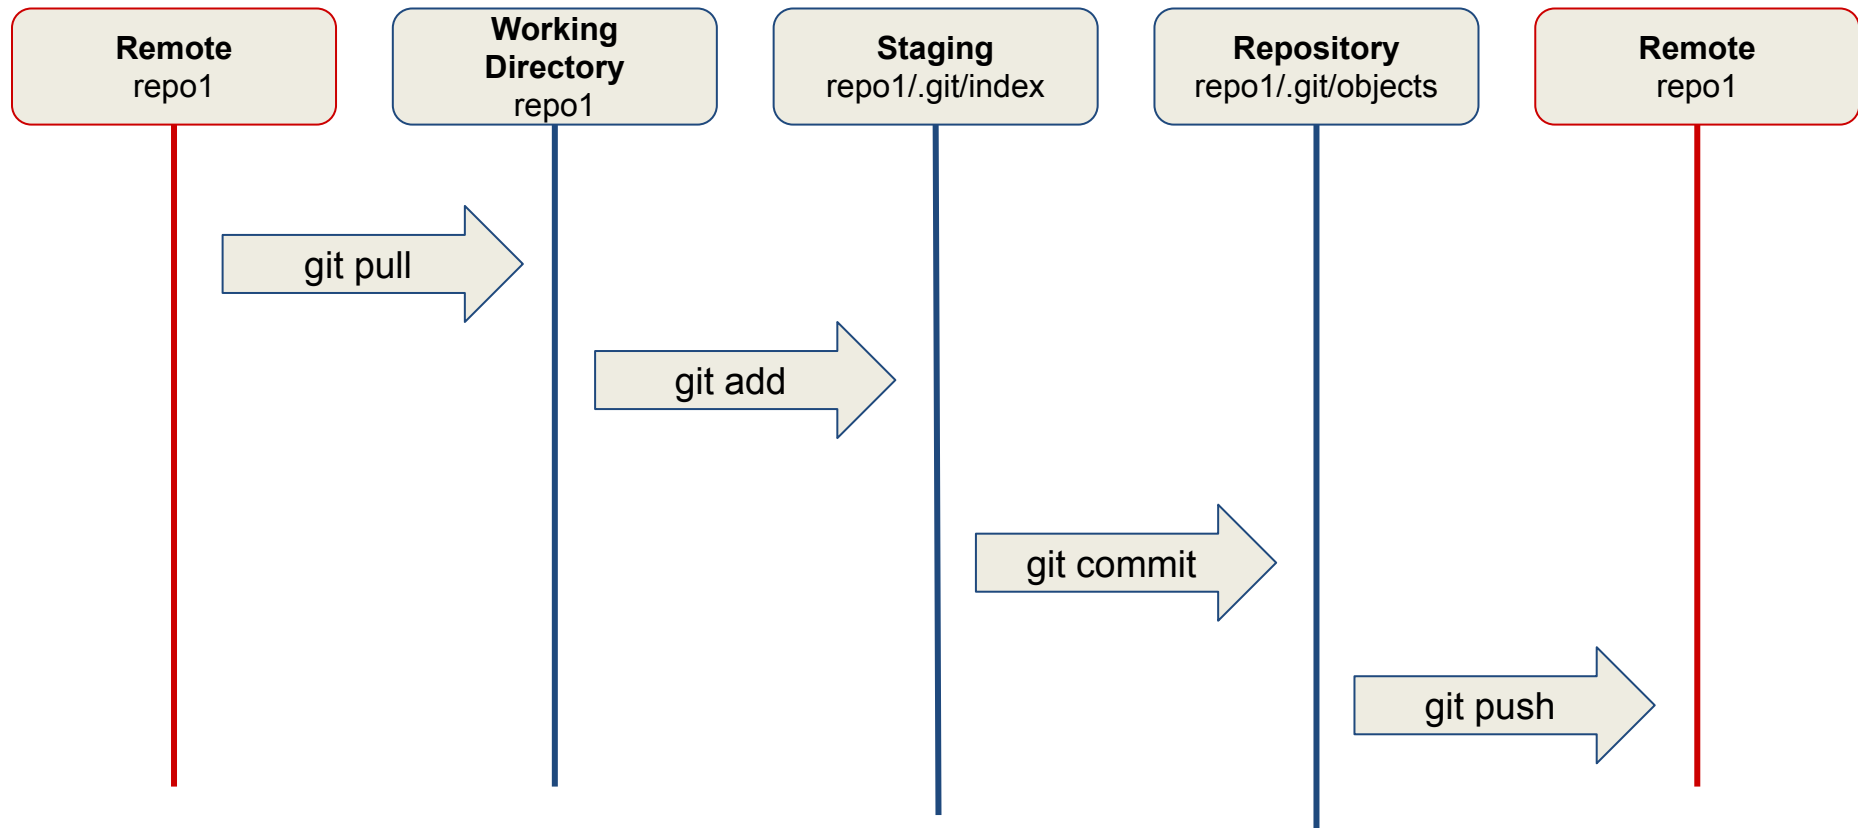 Remote
repo1
Working
Directory
repo1
Staging
repo1/.git/index
Repository
repo1/.git/objects
Remote
repo1
git pull
git add
git commit
git push